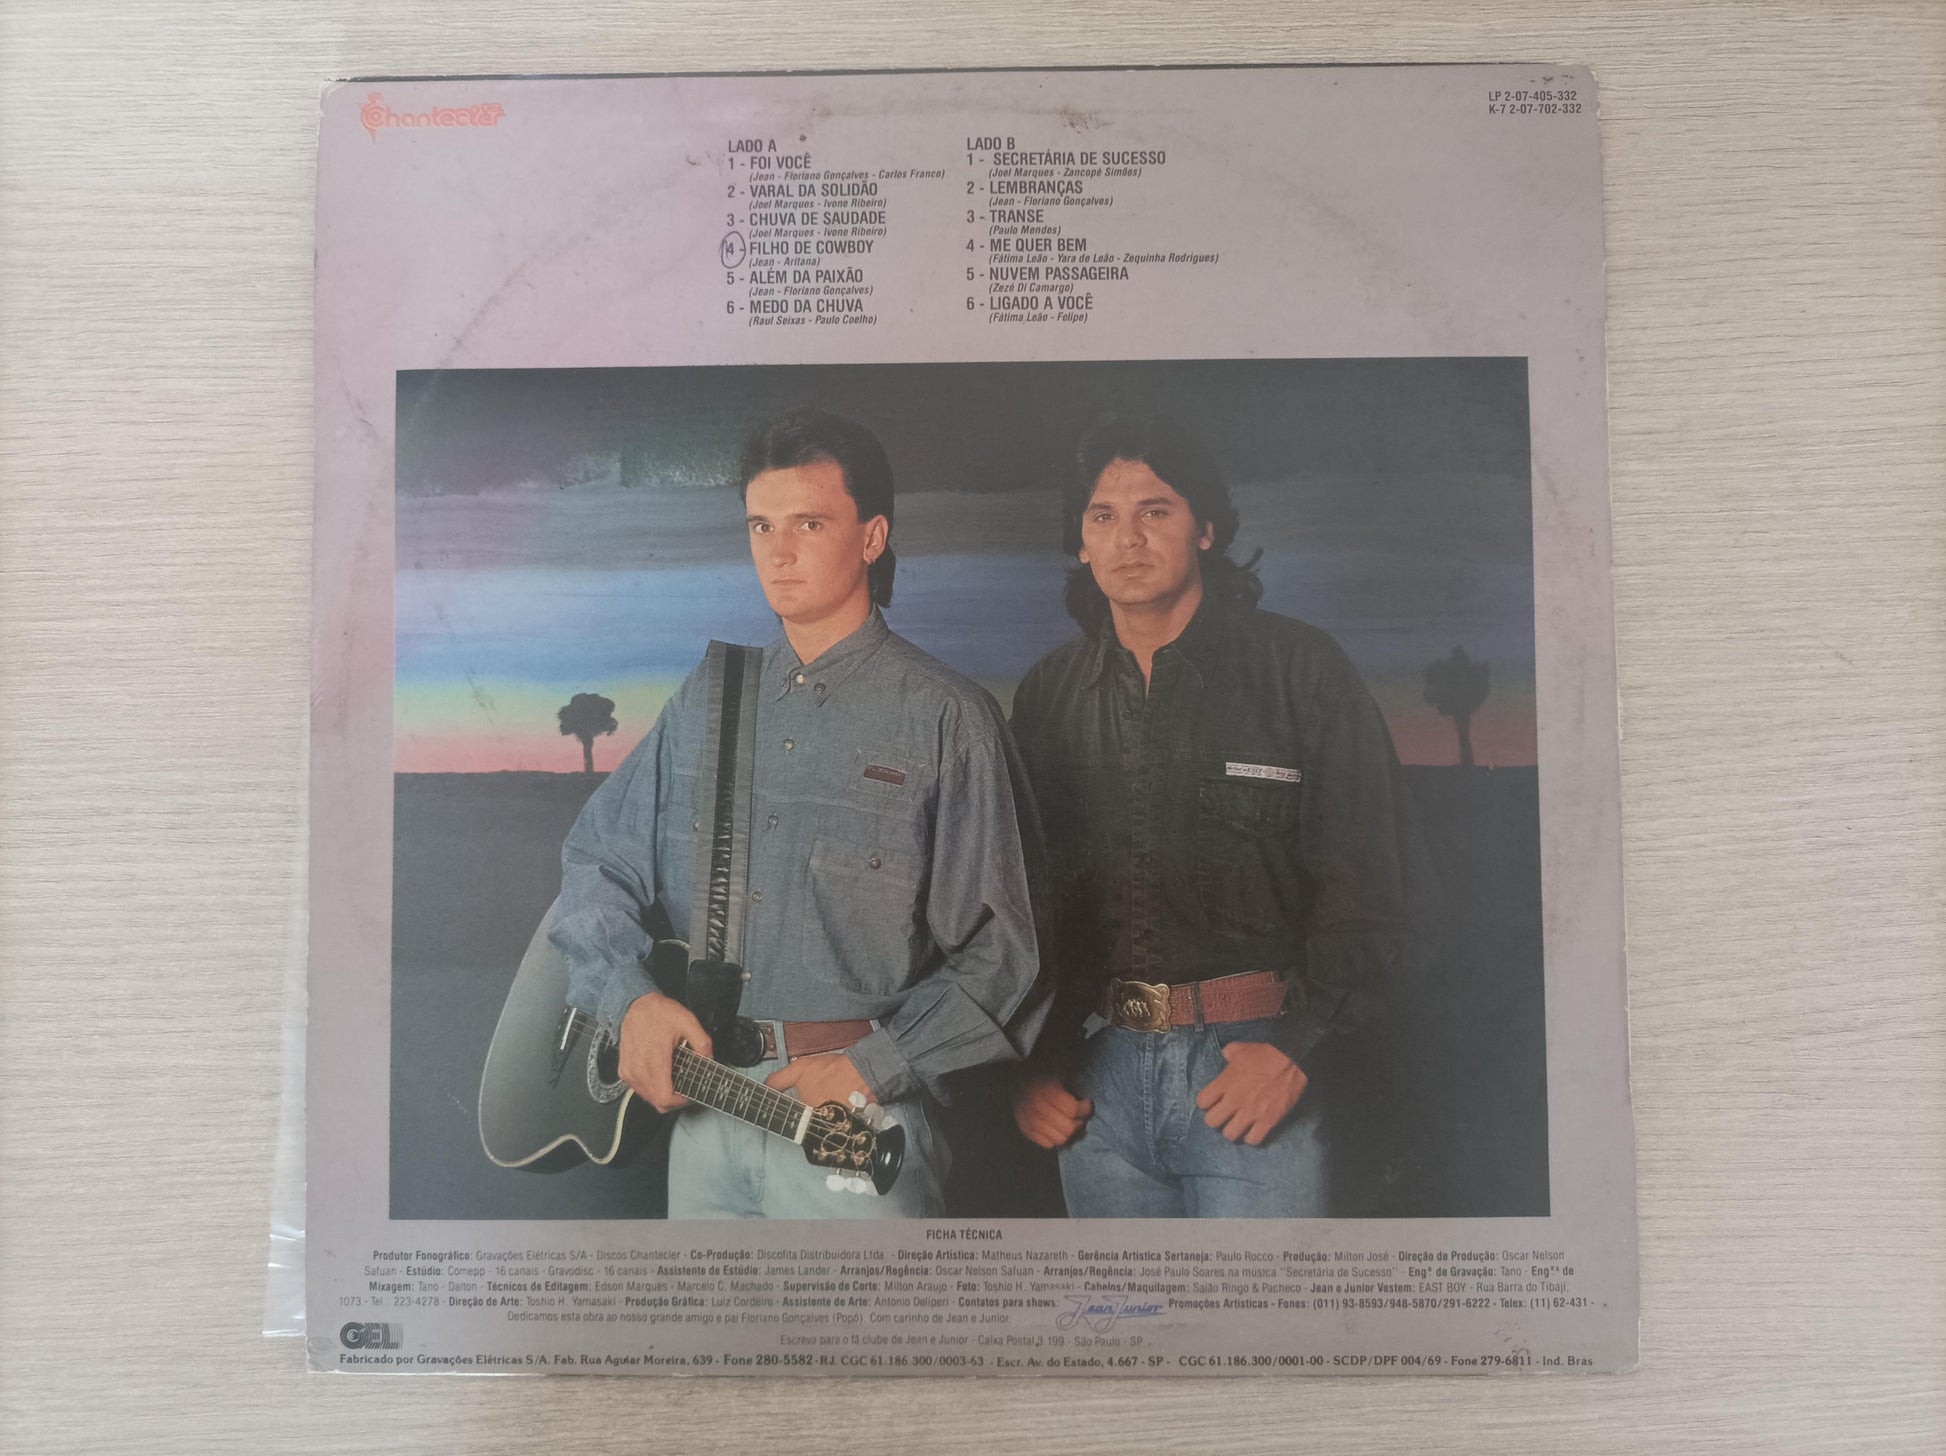 Chantecler
LP 2-07-405-332
K-7 2-07-702-332
LADO A
1 - FOI VOCÊ
(Jean - Floriano Gonçalves - Carlos Franco)
2 - VARAL DA SOLIDÃO
(Joel Marques - Ivone Ribeiro)
3 - CHUVA DE SAUDADE
(Joel Marques - Ivone Ribeiro)
4 - FILHO DE COWBOY
(Jean - Aritana)
5 - ALÉM DA PAIXÃO
(Jean - Floriano Gonçalves)
6 - MEDO DA CHUVA
(Raul Seixas - Paulo Coelho)
LADO B
1 - SECRETÁRIA DE SUCESSO
(Joel Marques - Zancopé Simões)
2 - LEMBRANÇAS
(Jean - Floriano Gonçalves)
3 - TRANSE
(Paulo Mendes)
4 - ME QUER BEM
(Fátima Leão - Yara de Leão - Zequinha Rodrigues)
5 - NUVEM PASSAGEIRA
(Zezé Di Camargo)
6 - LIGADO A VOCÊ
(Fátima Leão - Felipe)
FICHA TÉCNICA
Produtor Fonográfico: Gravações Elétricas S/A - Discos Chantecler - Co-Produção: Discofita Distribuidora Ltda. - Direção Artística: Matheus Nazareth - Gerência Artística Sertaneja: Paulo Rocco - Produção: Milton José - Direção de Produção: Oscar Nelson
Safuan - Estúdio: Comepp - 16 canais - Gravodisc - 16 canais - Assistente de Estúdio: James Lander - Arranjos/Regência: Oscar Nelson Safuan - Arranjos/Regência: José Paulo Soares na música "Secretária de Sucesso" - Engº de Gravação: Tano - Engºs de
Mixagem: Tano - Dalton - Técnicos de Editagem: Edson Marques - Marcelo C. Machado - Supervisão de Corte: Milton Araujo - Foto: Toshio H. Yamasaki - Cabelos/Maquilagem: Salão Ringo & Pacheco - Jean e Junior Vestem: EAST BOY - Rua Barra do Tibají,
1073 - Tel.: 223-4278 - Direção de Arte: Toshio H. Yamasaki - Produção Gráfica: Luiz Cordeiro - Assistente de Arte: Antonio Deliperi - Contatos para shows: Jean Junior Promoções Artísticas - Fones: (011) 93-8593/948-5870/291-6222 - Telex: (11) 62-431 -
Dedicamos esta obra ao nosso grande amigo e pai Floriano Gonçalves (Popó). Com carinho de Jean e Junior.
GEL
Escreva para o fã clube de Jean e Junior - Caixa Postal 3.199 - São Paulo - SP.
Fabricado por Gravações Elétricas S/A. Fab. Rua Aguiar Moreira, 639 - Fone 280-5582 - RJ. CGC 61.186.300/0003-63 - Escr. Av. do Estado, 4.667 - SP - CGC 61.186.300/0001-00 - SCDP/DPF 004/69 - Fone 279-6811 - Ind. Bras